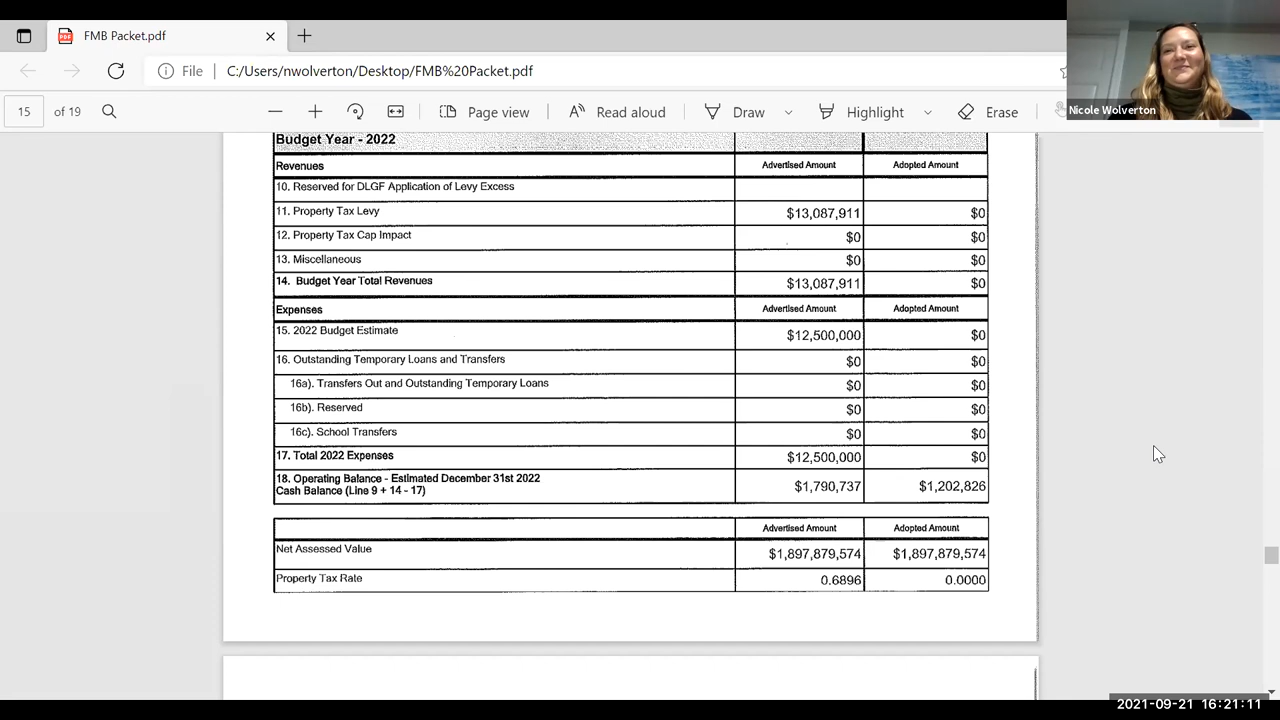 FMB Packet.pdf
File
C:/Users/nwolverton/Desktop/FMB%20Packet.pdf
15 of 19
Page view
Read aloud
Draw
Highlight
Erase
Nicole Wolverton
Budget Year - 2022
Revenues Advertised Amount Adopted Amount
10. Reserved for DLGF Application of Levy Excess
11. Property Tax Levy $13,087,911 $0
12. Property Tax Cap Impact $0 $0
13. Miscellaneous $0 $0
14. Budget Year Total Revenues $13,087,911 $0
Expenses Advertised Amount Adopted Amount
15. 2022 Budget Estimate $12,500,000 $0
16. Outstanding Temporary Loans and Transfers $0 $0
16a). Transfers Out and Outstanding Temporary Loans $0 $0
16b). Reserved $0 $0
16c). School Transfers $0 $0
17. Total 2022 Expenses $12,500,000 $0
18. Operating Balance - Estimated December 31st 2022
Cash Balance (Line 9 + 14 - 17) $1,790,737 $1,202,826
Advertised Amount Adopted Amount
Net Assessed Value $1,897,879,574 $1,897,879,574
Property Tax Rate 0.6896 0.0000
2021-09-21 16:21:11